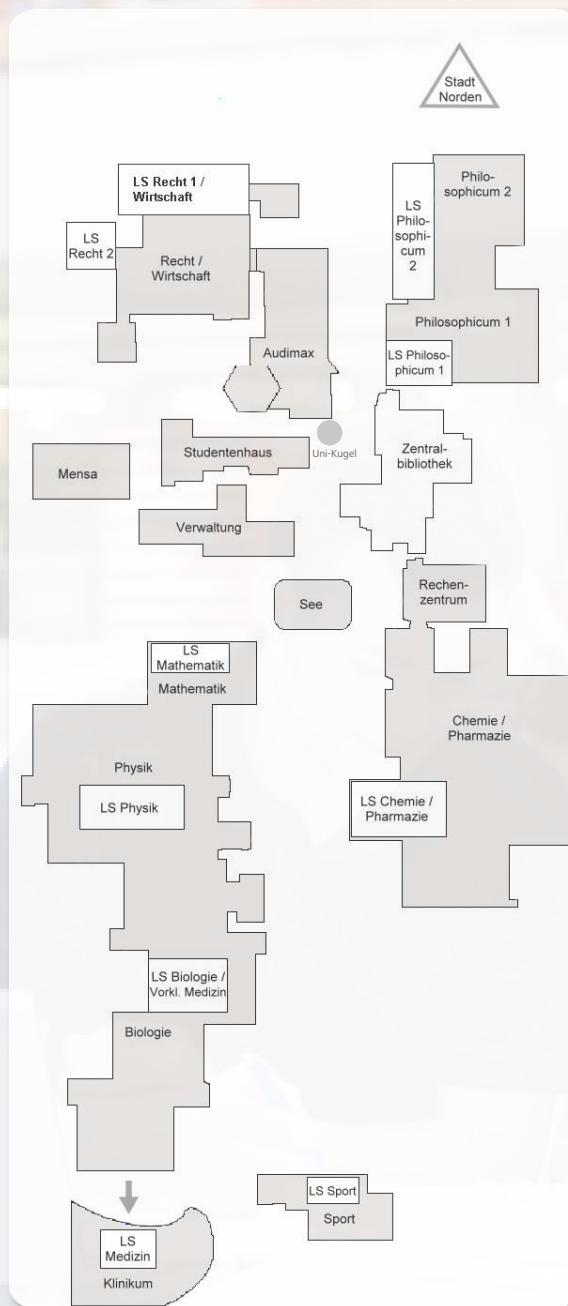 Stadt
Norden
LS Recht 1 /
Wirtschaft
LS
Recht 2
Recht /
Wirtschaft
Audimax
LS
Philo-
sophi-
cum
2
Philo-
sophicum 2
Philosophicum 1
LS Philoso-
phicum 1
Mensa
Studentenhaus
Uni-Kugel
Zentral-
bibliothek
Verwaltung
See
Rechen-
zentrum
LS
Mathematik
Mathematik
Physik
LS Physik
Chemie /
Pharmazie
LS Chemie /
Pharmazie
LS Biologie /
Vorkl. Medizin
Biologie
LS
Medizin
Klinikum
LS Sport
Sport